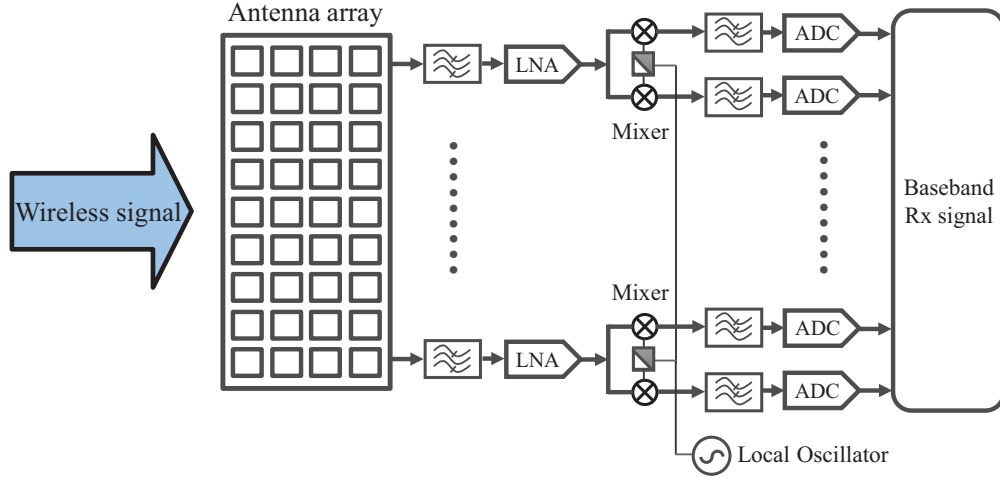 Antenna array
Wireless signal
LNA
Mixer
ADC
ADC
Baseband
Rx signal
Mixer
LNA
ADC
ADC
Local Oscillator